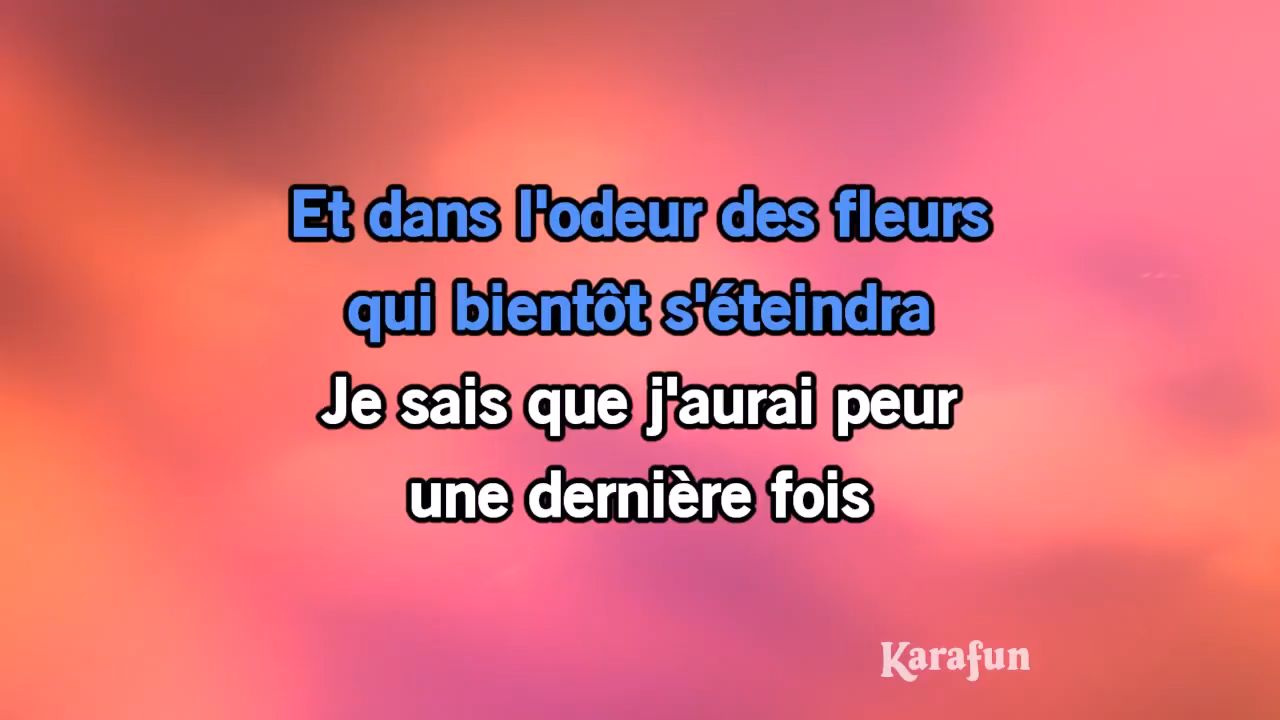 Et dans l'odeur des fleurs
qui bientôt s'éteindra
Je sais que j'aurai peur
une dernière fois
Karafun